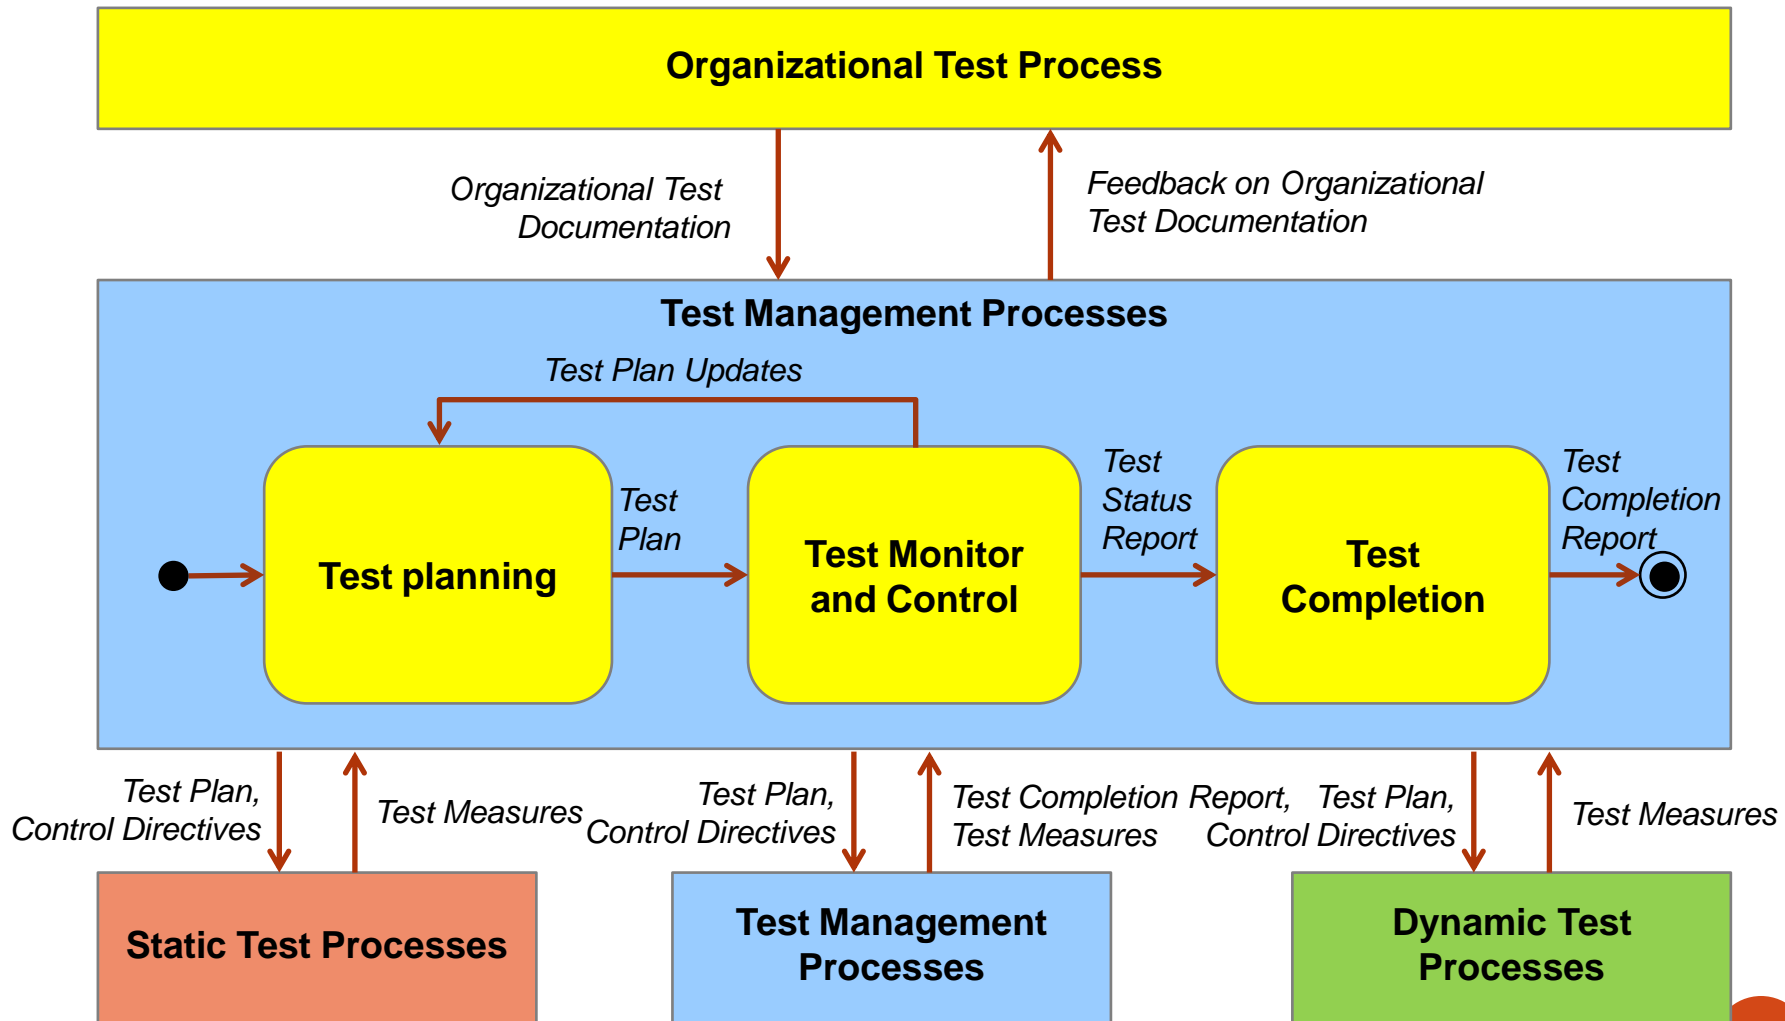 Organizational Test Process
Organizational Test
Documentation
Feedback on Organizational
Test Documentation
Test Management Processes
Test Plan Updates
Test planning
Test
Plan
Test Monitor
and Control
Test
Status
Report
Test
Completion
Test
Completion
Report
Test Plan,
Control Directives
Test Measures
Test Plan,
Control Directives
Test Completion Report,
Test Measures
Test Plan,
Control Directives
Test Measures
Static Test Processes
Test Management
Processes
Dynamic Test
Processes